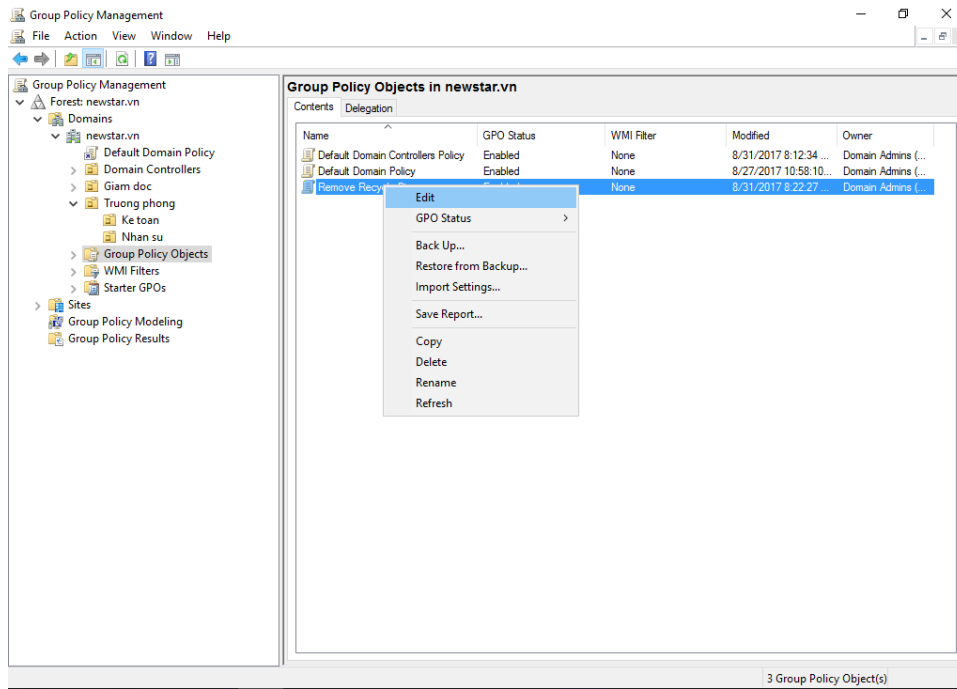 Group Policy Management
File Action View Window Help
Group Policy Management
Forest: newstar.vn
Domains
newstar.vn
Default Domain Policy
Domain Controllers
Giam doc
Truong phong
Ke toan
Nhan su
Group Policy Objects
WMI Filters
Starter GPOs
Sites
Group Policy Modeling
Group Policy Results
Group Policy Objects in newstar.vn
Contents Delegation
Name GPO Status WMI Filter Modified Owner
Default Domain Controllers Policy Enabled None 8/31/2017 8:12:34 ... Domain Admins (...
Default Domain Policy Enabled None 8/27/2017 10:58:10... Domain Admins (...
Remove None 8/31/2017 8:22:27 ... Domain Admins (...
Edit
GPO Status
Back Up...
Restore from Backup...
Import Settings...
Save Report...
Copy
Delete
Rename
Refresh
3 Group Policy Object(s)